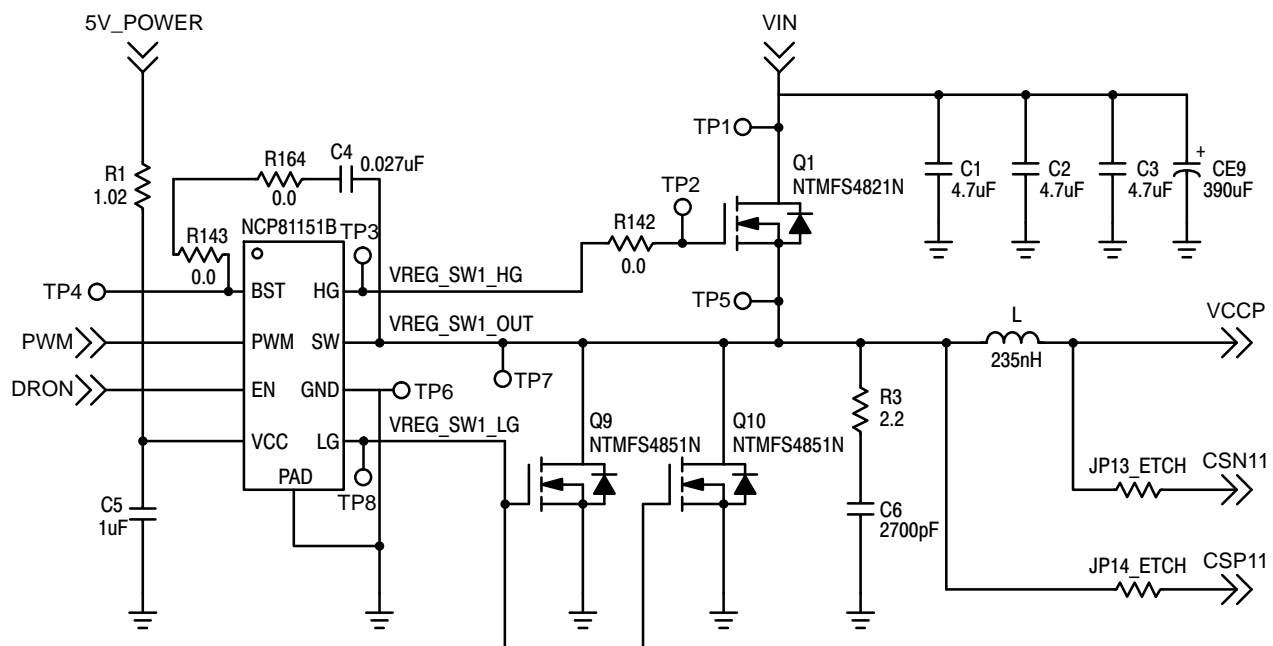 5V_POWER
VIN
TP1
R1
1.02
R164
0.0
C4
0.027uF
Q1
NTMFS4821N
C1
4.7uF
C2
4.7uF
C3
4.7uF
+
CE9
390uF
TP2
R142
0.0
R143
0.0
NCP81151B
TP3
TP4
BST
HG
VREG_SW1_HG
TP5
PWM
PWM
SW
VREG_SW1_OUT
L
235nH
VCCP
TP7
DRON
EN
GND
TP6
R3
2.2
VCC
LG
VREG_SW1_LG
Q9
NTMFS4851N
Q10
NTMFS4851N
PAD
TP8
JP13_ETCH
CSN11
C5
1uF
C6
2700pF
JP14_ETCH
CSP11